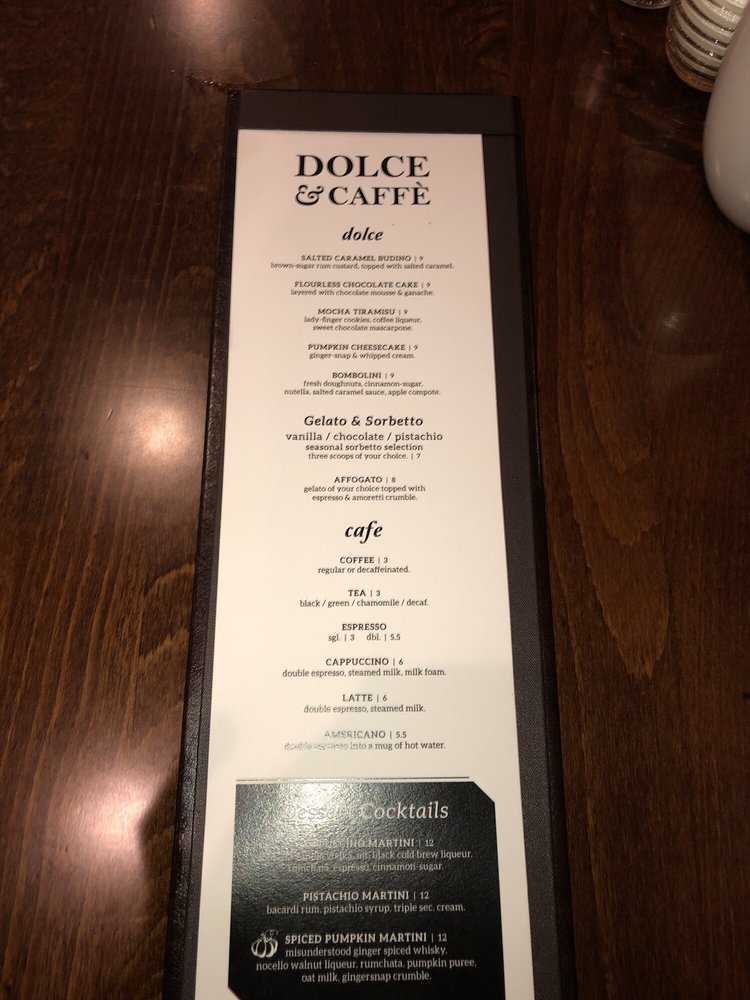 DOLCE
& CAFFÈ
dolce
SALTED CARAMEL BUDINO | 9
brown-sugar rum custard, topped with salted caramel.
FLOURLESS CHOCOLATE CAKE | 9
layered with chocolate mousse & ganache.
MOCHA TIRAMISU | 9
lady-finger cookies, coffee liqueur,
sweet chocolate mascarpone.
PUMPKIN CHEESECAKE | 9
ginger-snap & whipped cream.
BOMBOLINI | 9
fresh doughnuts, cinnamon-sugar,
nutella, salted caramel sauce, apple compote.
Gelato & Sorbetto
vanilla / chocolate / pistachio
seasonal sorbetto selection
three scoops of your choice. | 7
AFFOGATO | 8
gelato of your choice topped with
espresso & amoretti crumble.
cafe
COFFEE | 3
regular or decaffeinated.
TEA | 3
black / green / chamomile / decaf.
ESPRESSO
sgl. | 3 dbl. | 5.5
CAPPUCCINO | 6
double espresso, steamed milk, milk foam.
LATTE | 6
double espresso, steamed milk.
AMERICANO | 5.5
double espresso into a mug of hot water.
Cocktails
MARTINI | 12
black cold-brew liqueur,
rumchata, espresso, cinnamon-sugar.
PISTACHIO MARTINI | 12
bacardi rum, pistachio syrup, triple sec, cream.
SPICED PUMPKIN MARTINI | 12
misunderstood ginger spiced whisky,
nocello walnut liqueur, rumchata, pumpkin puree,
oat milk, gingersnap crumble.